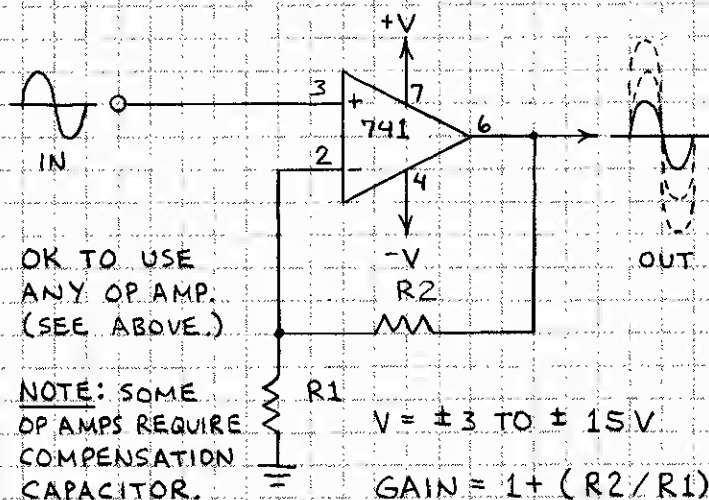 +V
3
+
7
741
6
2
-
4
-V
IN
OUT
OK TO USE
ANY OP AMP.
(SEE ABOVE.)
R2
R1
NOTE: SOME
OP AMPS REQUIRE
COMPENSATION
CAPACITOR.
V = ± 3 TO ± 15 V
GAIN = 1 + (R2/R1)